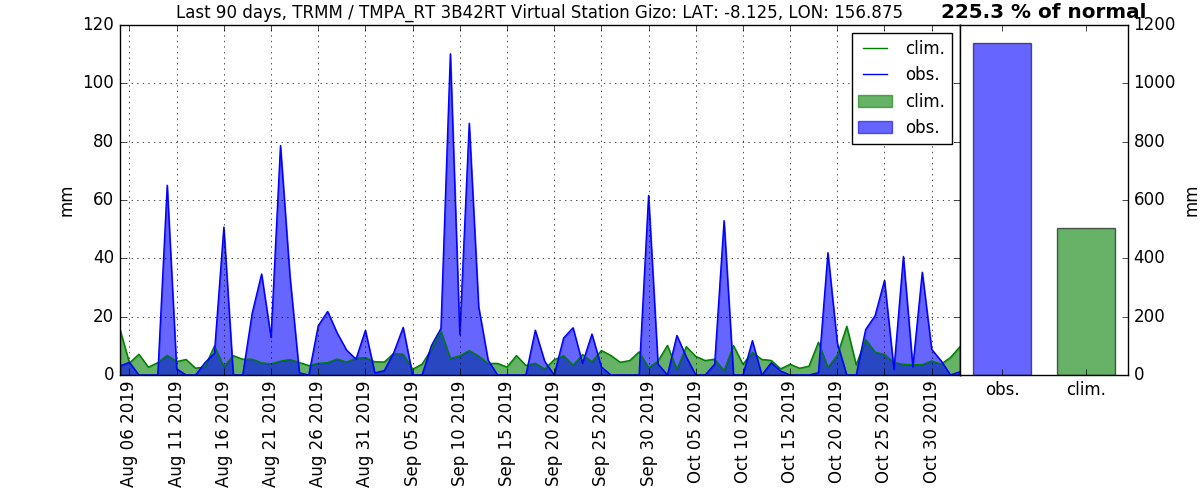 Last 90 days, TRMM / TMPA_RT 3B42RT Virtual Station Gizo: LAT: -8.125, LON: 156.875
225.3 % of normal
120
100
80
60
40
20
0
mm
clim.
obs.
clim.
obs.
Aug 06 2019
Aug 11 2019
Aug 16 2019
Aug 21 2019
Aug 26 2019
Aug 31 2019
Sep 05 2019
Sep 10 2019
Sep 15 2019
Sep 20 2019
Sep 25 2019
Sep 30 2019
Oct 05 2019
Oct 10 2019
Oct 15 2019
Oct 20 2019
Oct 25 2019
Oct 30 2019
1200
1000
800
600
400
200
0
mm
obs.
clim.